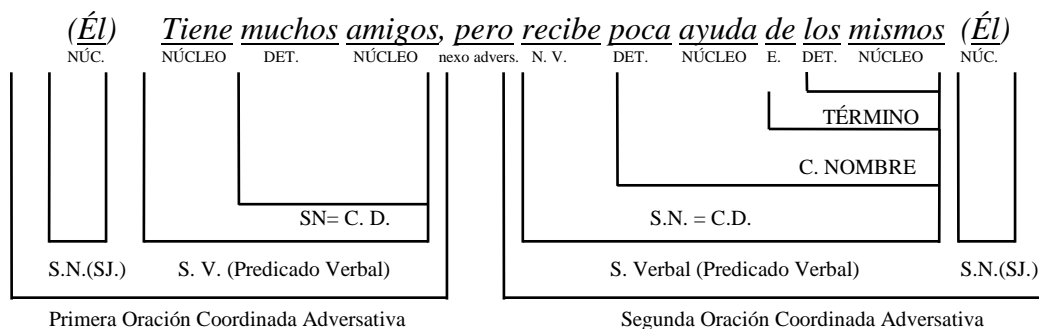 (Él) Tiene muchos amigos, pero recibe poca ayuda de los mismos (Él)
NÚC. NÚCLEO DET. NÚCLEO nexo advers. N. V. DET. NÚCLEO E. DET. NÚCLEO NÚC.
TÉRMINO
C. NOMBRE
SN= C. D. S.N. = C.D.
S.N.(SJ.) S. V. (Predicado Verbal) S. Verbal (Predicado Verbal) S.N.(SJ.)
Primera Oración Coordinada Adversativa Segunda Oración Coordinada Adversativa